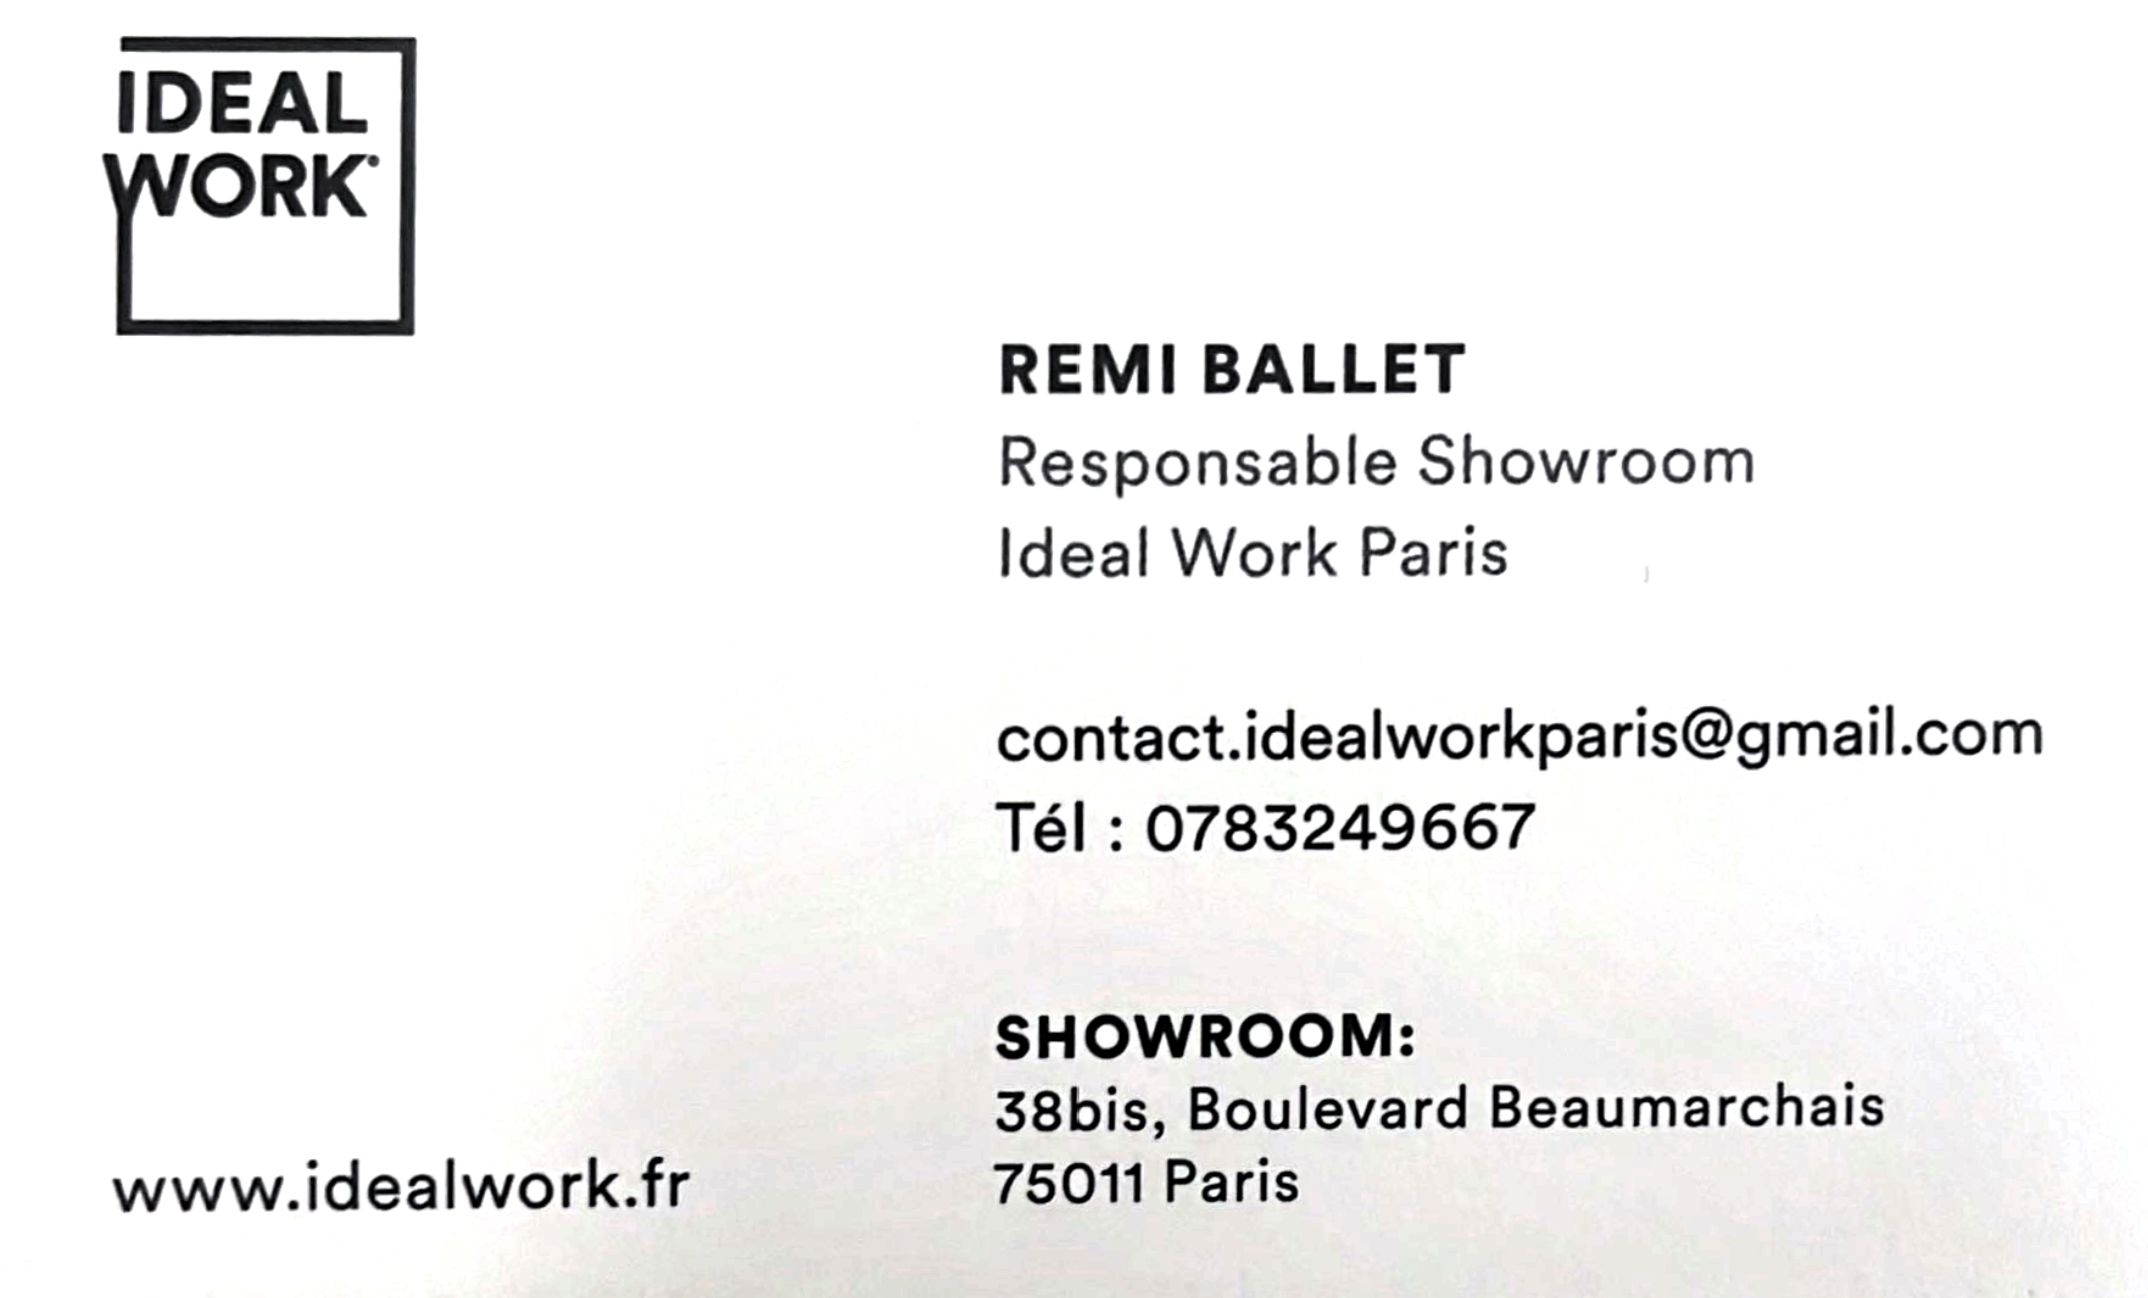 IDEAL
WORK
REMI BALLET
Responsable Showroom
Ideal Work Paris
contact.idealworkparis@gmail.com
Tél : 0783249667
SHOWROOM:
38bis, Boulevard Beaumarchais
75011 Paris
www.idealwork.fr